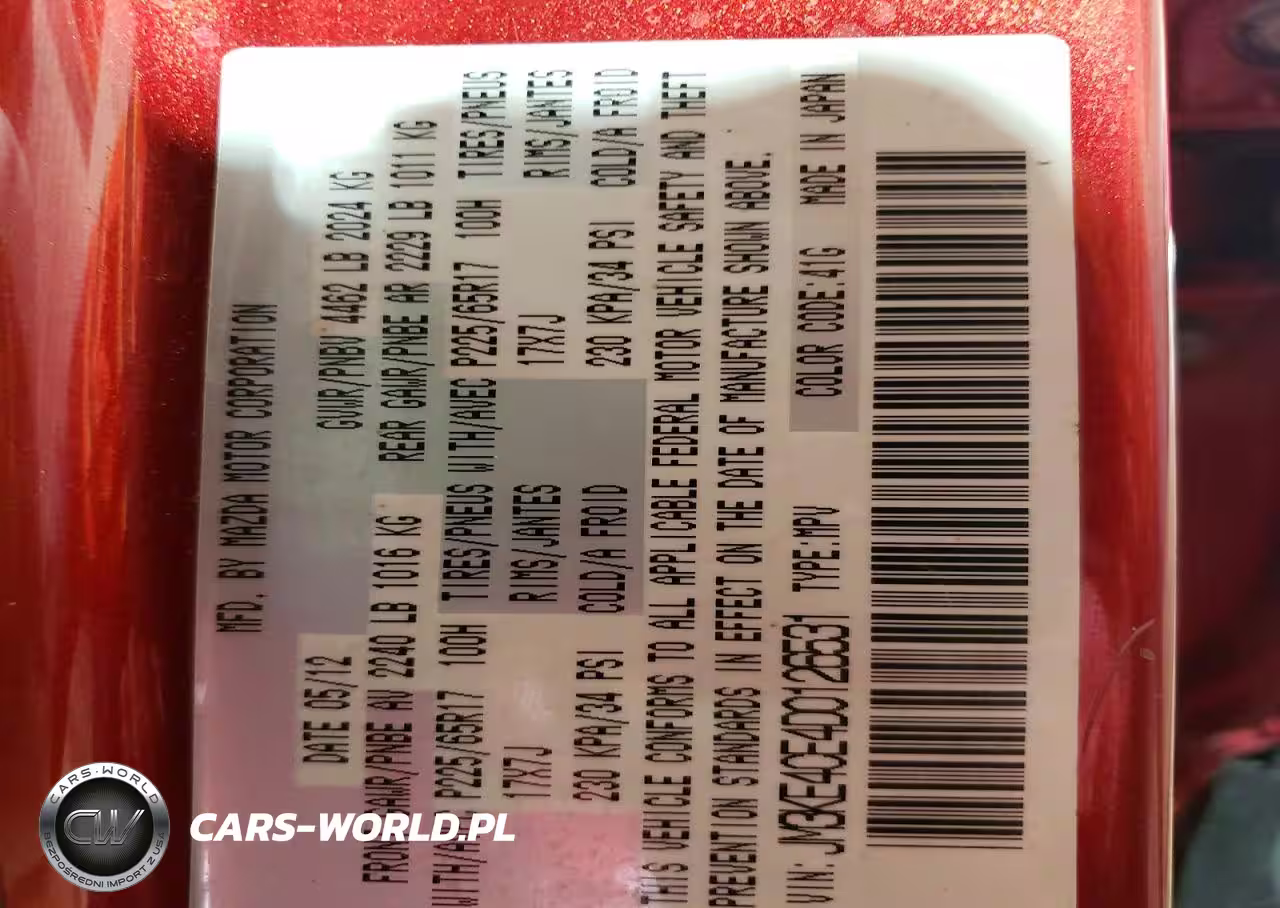 MFD. BY MAZDA MOTOR CORPORATION
DATE 05/12 GVWR/PNBV 4462 LB 2024 KG
FRONT GAWR/PNBE AV 2240 LB 1016 KG REAR GAWR/PNBE AR 2229 LB 1011 KG
P225/65R17 100H TIRES/PNEUS WITH/AVEC P225/65R17 100H TIRES/PNEUS
17X7J RIMS/JANTES 17X7J RIMS/JANTES
230 KPA/34 PSI COLD/A FROID 230 KPA/34 PSI COLD/A FROID
THIS VEHICLE CONFORMS TO ALL APPLICABLE FEDERAL MOTOR VEHICLE SAFETY AND THEFT
PREVENTION STANDARDS IN EFFECT ON THE DATE OF MANUFACTURE SHOWN ABOVE.
VIN: JM3KE4CE4D0126531 TYPE:MPV COLOR CODE:41G MADE IN JAPAN
CARS-WORLD
CW
BEZPOŚREDNI IMPORT Z USA
CARS-WORLD.PL